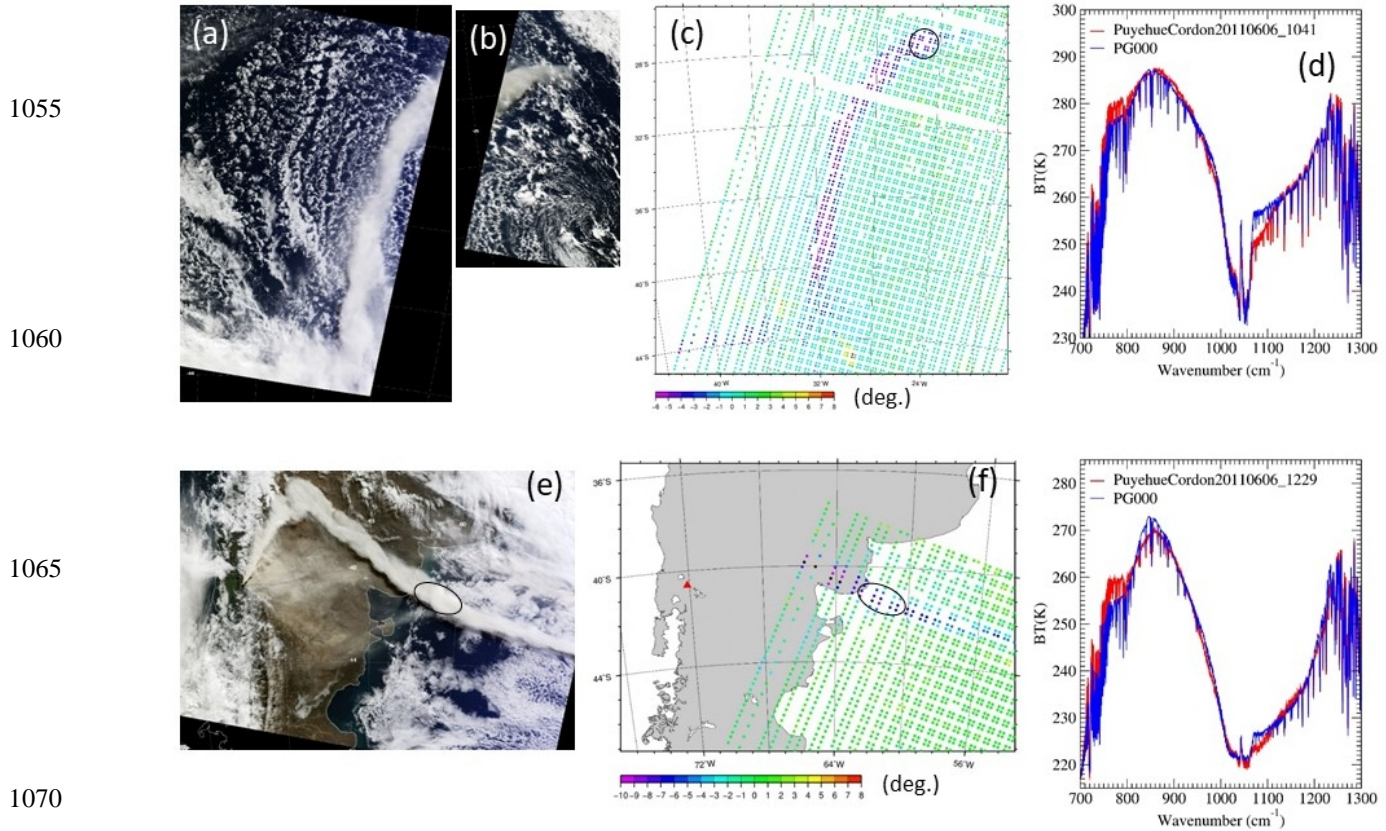 1055
1060
1065
1070
(a)
(b)
(c)
28°S
32°S
36°S
40°S
44°S
40°W 32°W 24°W
-6 -5 -4 -3 -2 -1 0 1 2 3 4 5 6 7 8 (deg.)
300
290
280
270
260
250
240
230
PuyehueCordon20110606_1041
PG000
(d)
BT(K)
700 800 900 1000 1100 1200 1300
Wavenumber (cm⁻¹)
(e)
(f)
36°S
40°S
44°S
72°W 64°W 56°W
-10 -9 -8 -7 -6 -5 -4 -3 -2 -1 0 1 2 3 4 5 6 7 8 (deg.)
280
270
260
250
240
230
220
PuyehueCordon20110606_1229
PG000
BT(K)
700 800 900 1000 1100 1200 1300
Wavenumber (cm⁻¹)